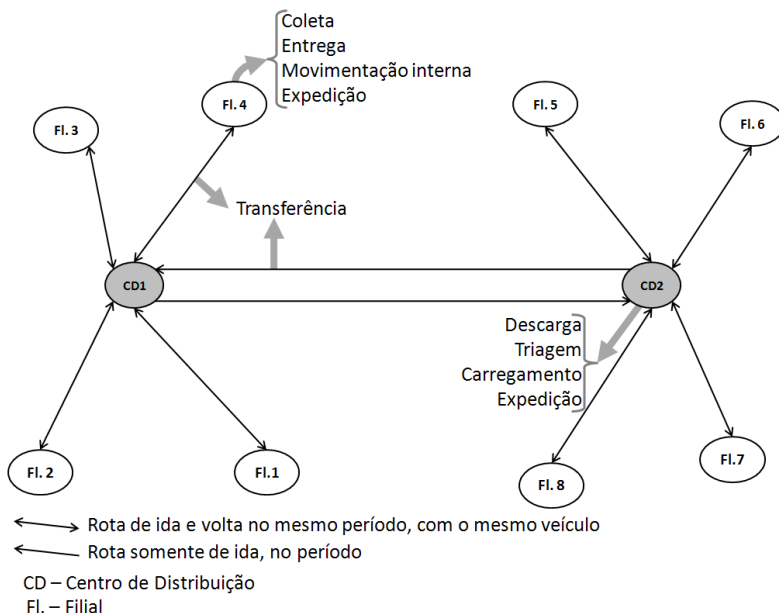 Coleta
Entrega
Movimentação interna
Expedição
Fl. 4
Fl. 3
Fl. 5
Fl. 6
Transferência
CD1
CD2
Descarga
Triagem
Carregamento
Expedição
Fl. 2
Fl.1
Fl. 8
Fl.7
Rota de ida e volta no mesmo período, com o mesmo veículo
Rota somente de ida, no período
CD – Centro de Distribuição
Fl. – Filial